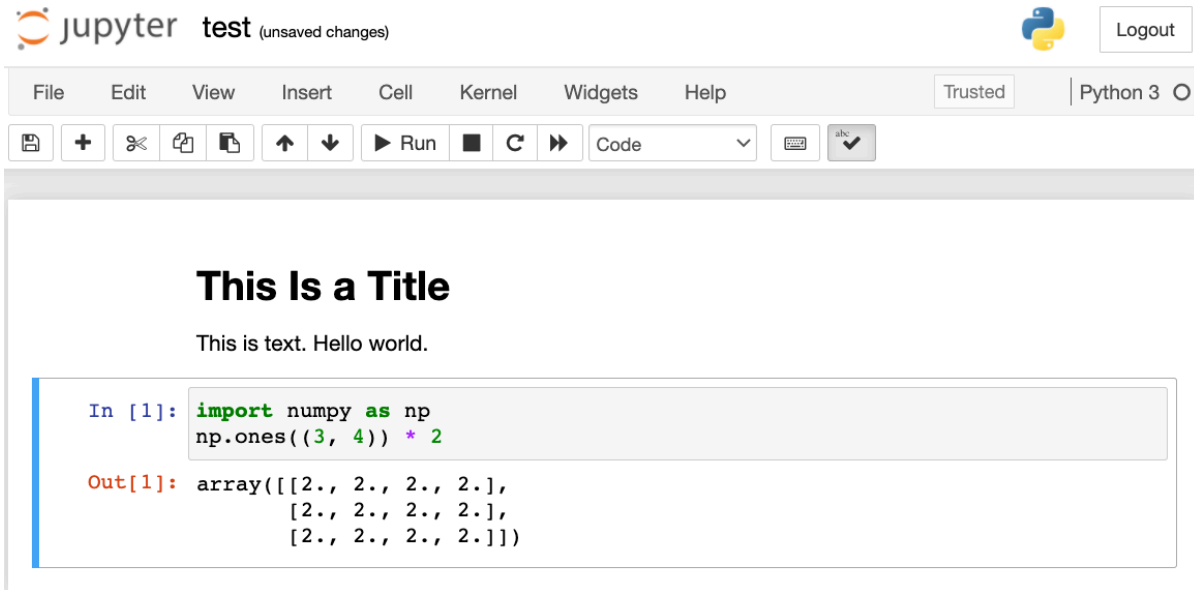 jupyter test (unsaved changes) Logout
File Edit View Insert Cell Kernel Widgets Help Trusted Python 3
Run Code abc
This Is a Title
This is text. Hello world.
In [1]: import numpy as np
np.ones((3, 4)) * 2
Out[1]: array([[2., 2., 2., 2.],
[2., 2., 2., 2.],
[2., 2., 2., 2.]])